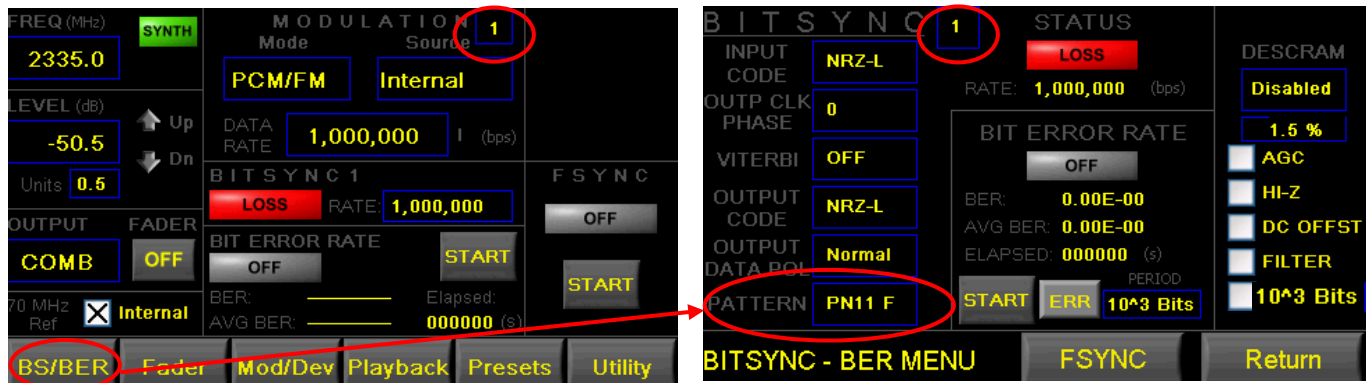 FREQ (MHz)
SYNTH
2335.0
MODULATION 1
Mode Source
PCM/FM Internal
DATA RATE 1,000,000 I (bps)
LEVEL (dB)
-50.5
Up
Dn
Units 0.5
BITSYNC 1
LOSS RATE: 1,000,000
FSYNC
OFF
START
OUTPUT FADER
COMB OFF
BIT ERROR RATE
OFF START
BER: Elapsed:
AVG BER: 000000 (s)
70 MHz Ref Internal
BS/BER Fader Mod/Dev Playback Presets Utility
BITSYNC 1
INPUT CODE NRZ-L
OUTP CLK PHASE 0
VITERBI OFF
OUTPUT CODE NRZ-L
OUTPUT DATA POL Normal
PATTERN PN11 F
STATUS
LOSS
RATE: 1,000,000 (bps)
BIT ERROR RATE
OFF
BER: 0.00E-00
AVG BER: 0.00E-00
ELAPSED: 000000 (s)
PERIOD
START ERR 10^3 Bits
DESCRAM
Disabled
1.5 %
AGC
HI-Z
DC OFFST
FILTER
10^3 Bits
BITSYNC - BER MENU FSYNC Return